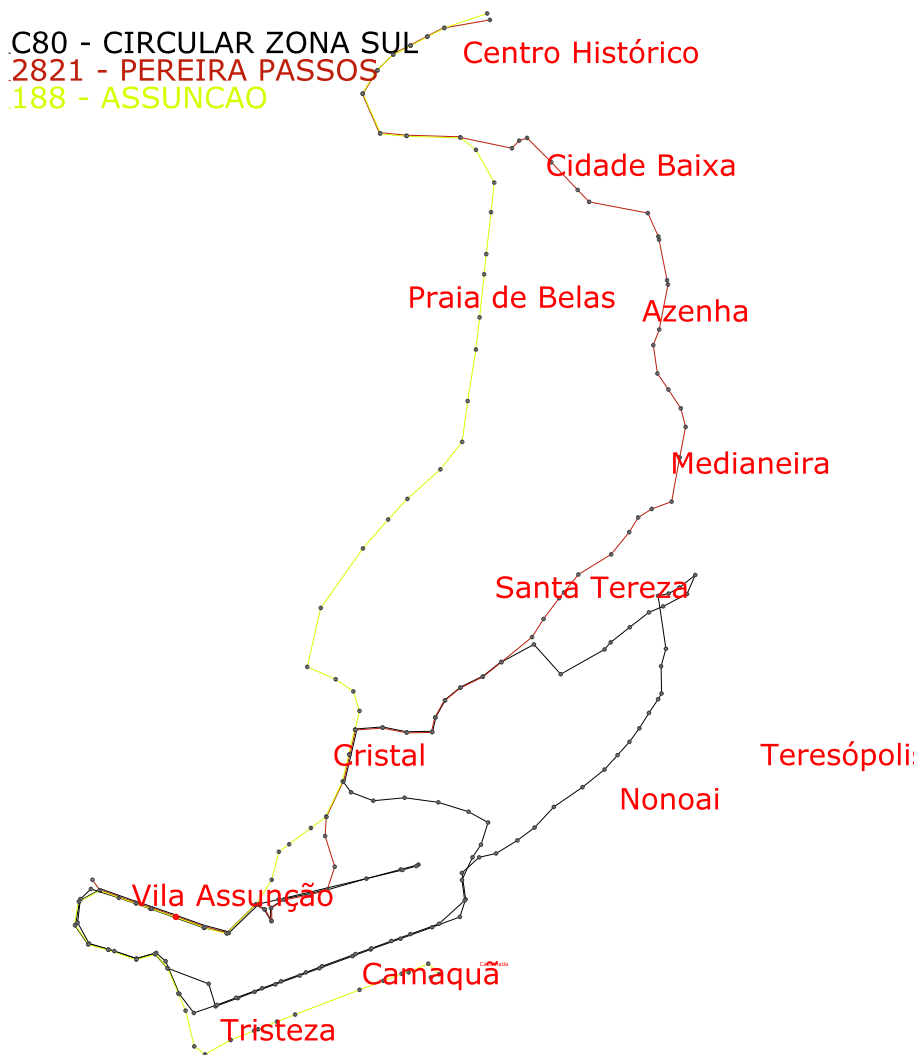 C80 - CIRCULAR ZONA SUL
2821 - PEREIRA PASSOS
188 - ASSUNCAO
Centro Histórico
Cidade Baixa
Praia de Belas
Azenha
Medianeira
Santa Tereza
Cristal
Teresópolis
Nonoai
Vila Assunção
Camaquã
Tristeza